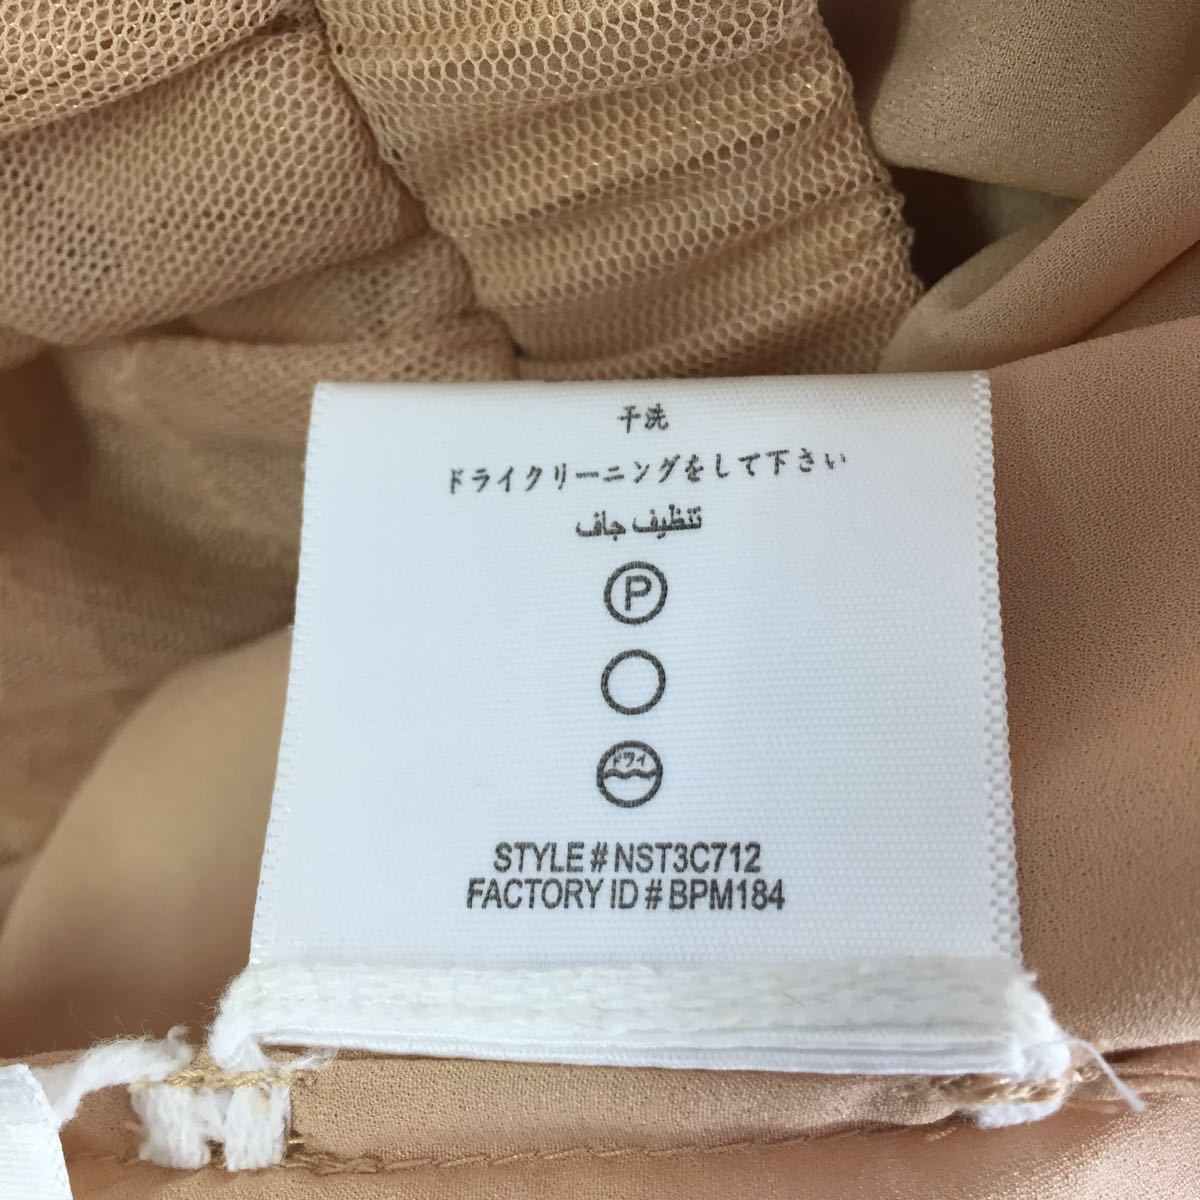 干洗
ドライクリーニングをして下さい
تنظيف جاف
P
ドライ
STYLE # NST3C712
FACTORY ID # BPM184